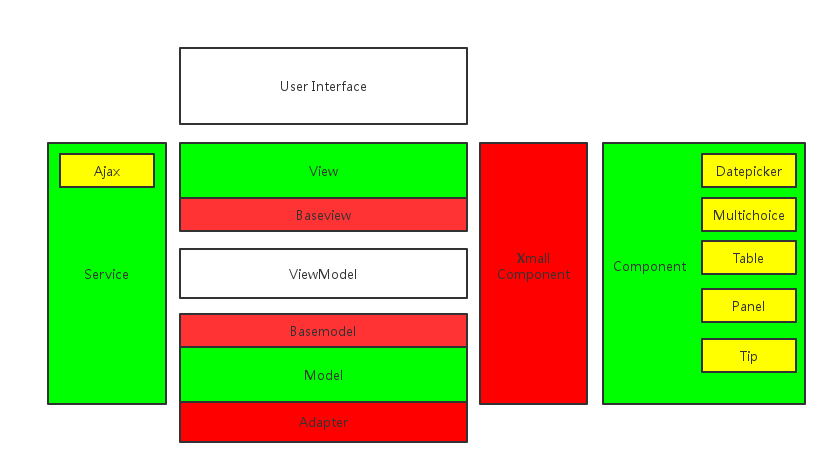 User Interface
Ajax
Service
View
Baseview
ViewModel
Basemodel
Model
Adapter
Xmall
Component
Component
Datepicker
Multichoice
Table
Panel
Tip